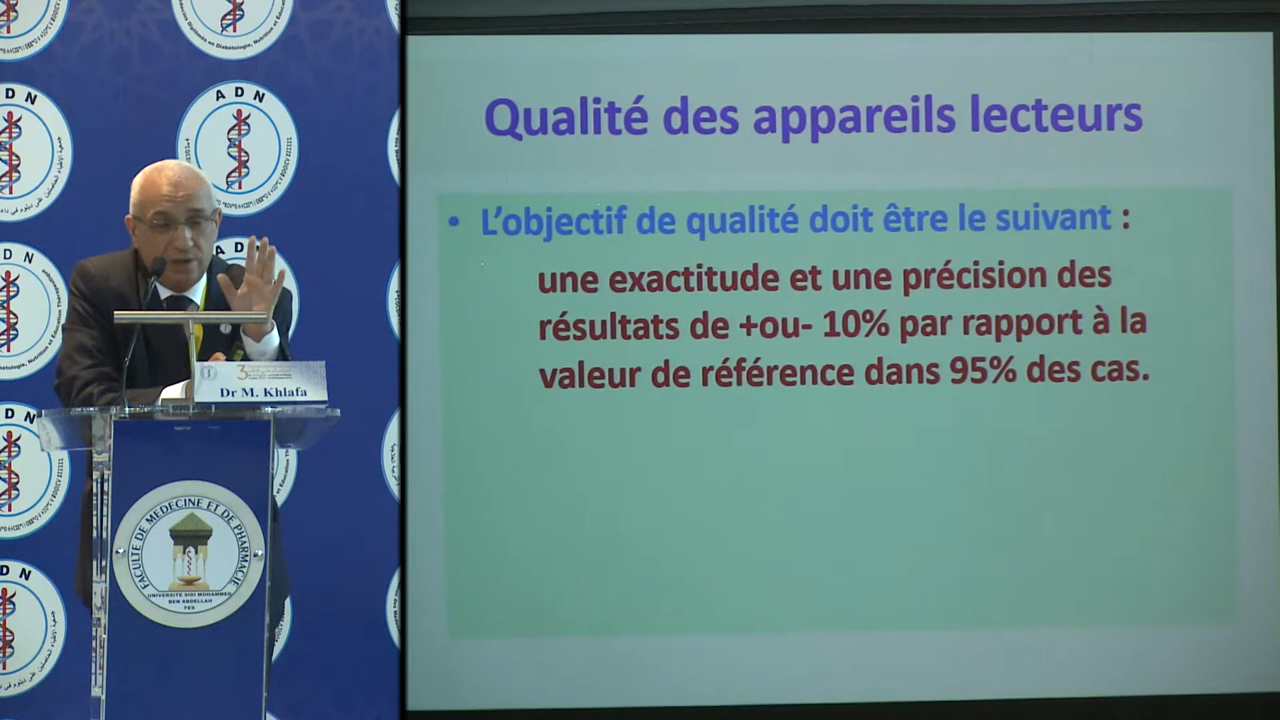 Qualité des appareils lecteurs
• L’objectif de qualité doit être le suivant :
une exactitude et une précision des
résultats de +ou- 10% par rapport à la
valeur de référence dans 95% des cas.
ADN
ADN
Dr M. Khlafa
FACULTE DE MEDECINE ET DE PHARMACIE
UNIVERSITE SIDI MOHAMMED
BEN ABDELLAH
FES